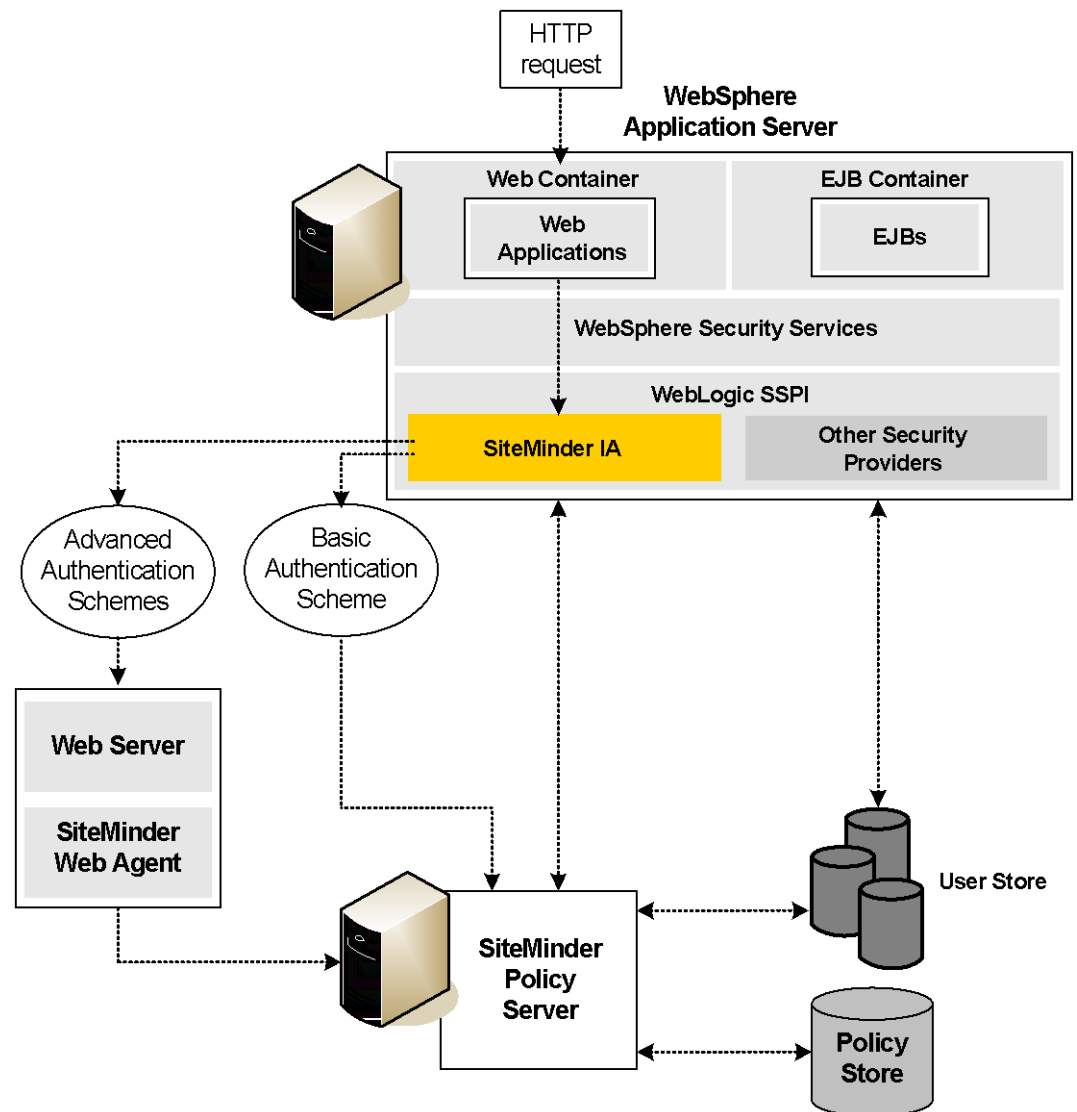 HTTP
request
WebSphere
Application Server
Web Container
EJB Container
Web
Applications
EJBs
WebSphere Security Services
WebLogic SSPI
SiteMinder IA
Other Security
Providers
Advanced
Authentication
Schemes
Basic
Authentication
Scheme
Web Server
SiteMinder
Web Agent
User Store
SiteMinder
Policy
Server
Policy
Store